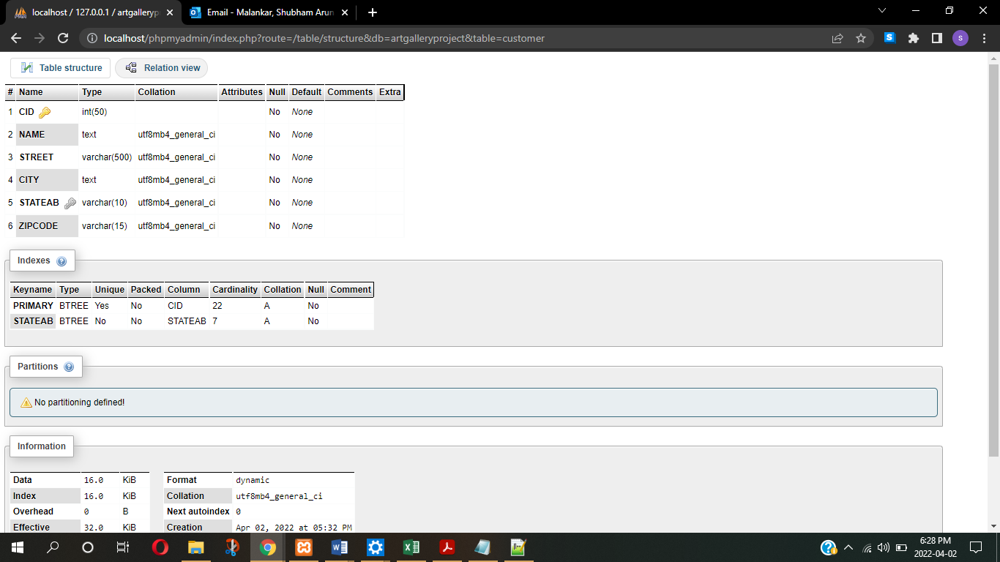 localhost / 127.0.0.1 / artgalleryp
Email - Malankar, Shubham Arun
localhost/phpmyadmin/index.php?route=/table/structure&db=artgalleryproject&table=customer
S
s
Table structure
Relation view
# Name Type Collation Attributes Null Default Comments Extra
1 CID int(50) No None
2 NAME text utf8mb4_general_ci No None
3 STREET varchar(500) utf8mb4_general_ci No None
4 CITY text utf8mb4_general_ci No None
5 STATEAB varchar(10) utf8mb4_general_ci No None
6 ZIPCODE varchar(15) utf8mb4_general_ci No None
Indexes
Keyname Type Unique Packed Column Cardinality Collation Null Comment
PRIMARY BTREE Yes No CID 22 A No
STATEAB BTREE No No STATEAB 7 A No
Partitions
No partitioning defined!
Information
Data 16.0 KiB
Index 16.0 KiB
Overhead 0 B
Effective 32.0 KiB
Format dynamic
Collation utf8mb4_general_ci
Next autoindex 0
Creation Apr 02, 2022 at 05:32 PM
6:28 PM
2022-04-02